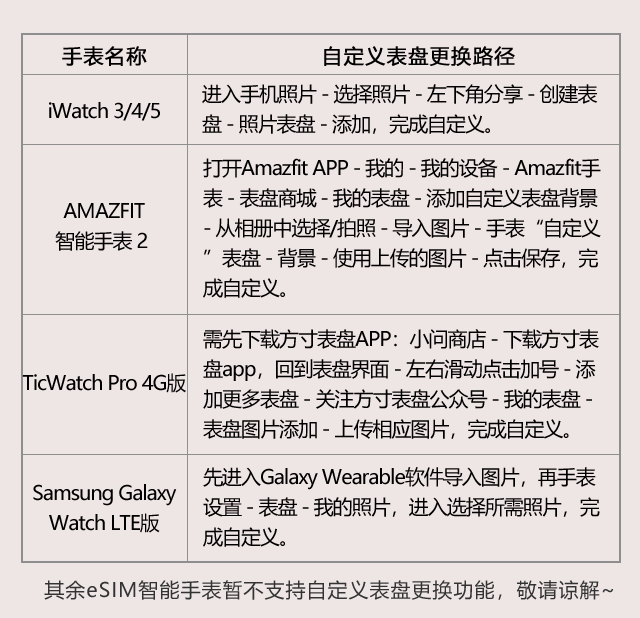 手表名称
自定义表盘更换路径
iWatch 3/4/5
进入手机照片 - 选择照片 - 左下角分享 - 创建表
盘 - 照片表盘 - 添加，完成自定义。
AMAZFIT
智能手表 2
打开Amazfit APP - 我的 - 我的设备 - Amazfit手
表 - 表盘商城 - 我的表盘 - 添加自定义表盘背景
- 从相册中选择/拍照 - 导入图片 - 手表“自定义
”表盘 - 背景 - 使用上传的图片 - 点击保存，完
成自定义。
TicWatch Pro 4G版
需先下载方寸表盘APP：小问商店 - 下载方寸表
盘app，回到表盘界面 - 左右滑动点击加号 - 添
加更多表盘 - 关注方寸表盘公众号 - 我的表盘 -
表盘图片添加 - 上传相应图片，完成自定义。
Samsung Galaxy
Watch LTE版
先进入Galaxy Wearable软件导入图片，再手表
设置 - 表盘 - 我的照片，进入选择所需照片，完
成自定义。
其余eSIM智能手表暂不支持自定义表盘更换功能，敬请谅解~